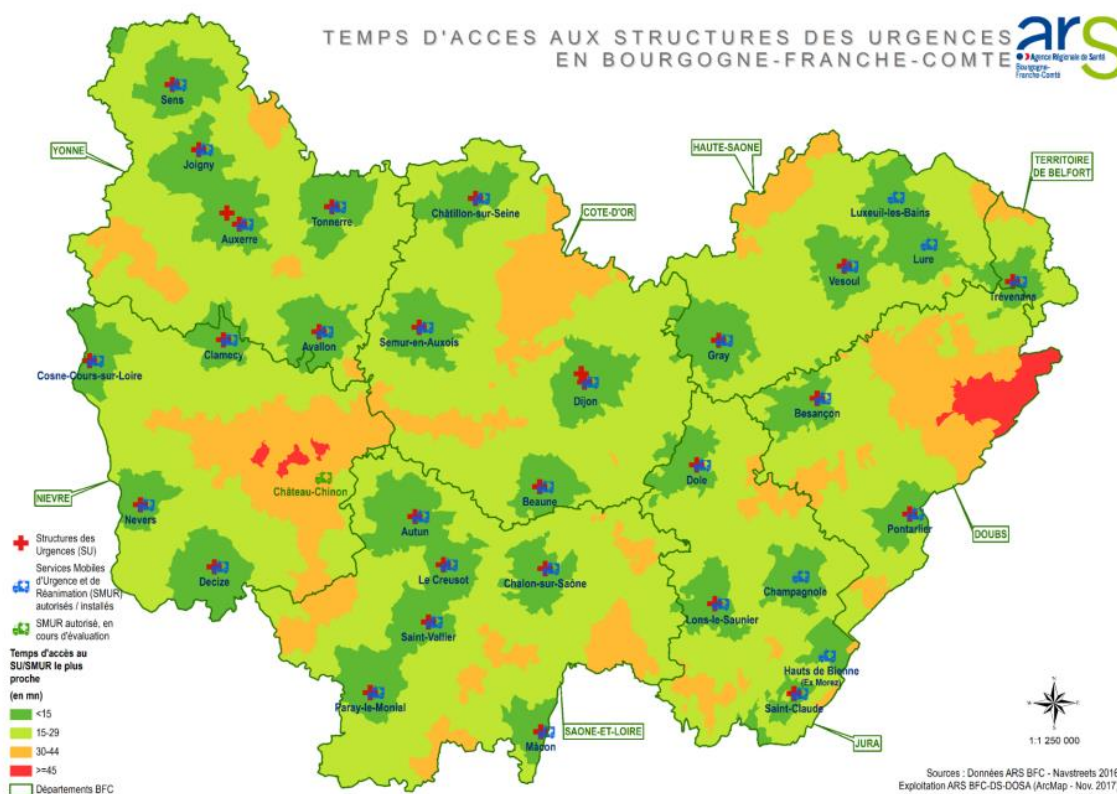 TEMPS D'ACCES AUX STRUCTURES DES URGENCES
EN BOURGOGNE-FRANCHE-COMTE
ars
Agence Régionale de Santé
Bourgogne-
Franche-Comté
YONNE
HAUTE-SAONE
TERRITOIRE
DE BELFORT
COTE-D'OR
NIEVRE
DOUBS
SAONE-ET-LOIRE
JURA
Sens
Joigny
Auxerre
Tonnerre
Châtillon-sur-Seine
Luxeuil-les-Bains
Lure
Vesoul
Trévenans
Clamecy
Avallon
Semur-en-Auxois
Gray
Cosne-Cours-sur-Loire
Dijon
Besançon
Château-Chinon
Dole
Nevers
Autun
Beaune
Pontarlier
Decize
Le Creusot
Chalon-sur-Saône
Champagnole
Saint-Vallier
Lons-le-Saunier
Hauts de Bienne
(Ex Morez)
Paray-le-Monial
Saint-Claude
Mâcon
Structures des
Urgences (SU)
Services Mobiles
d'Urgence et de
Réanimation (SMUR)
autorisés / installés
SMUR autorisé, en
cours d'évaluation
Temps d'accès au
SU/SMUR le plus
proche
(en mn)
<15
15-29
30-44
>=45
Départements BFC
1:1 250 000
Sources : Données ARS BFC - Navstreets 2016
Exploitation ARS BFC-DS-DOSA (ArcMap - Nov. 2017)